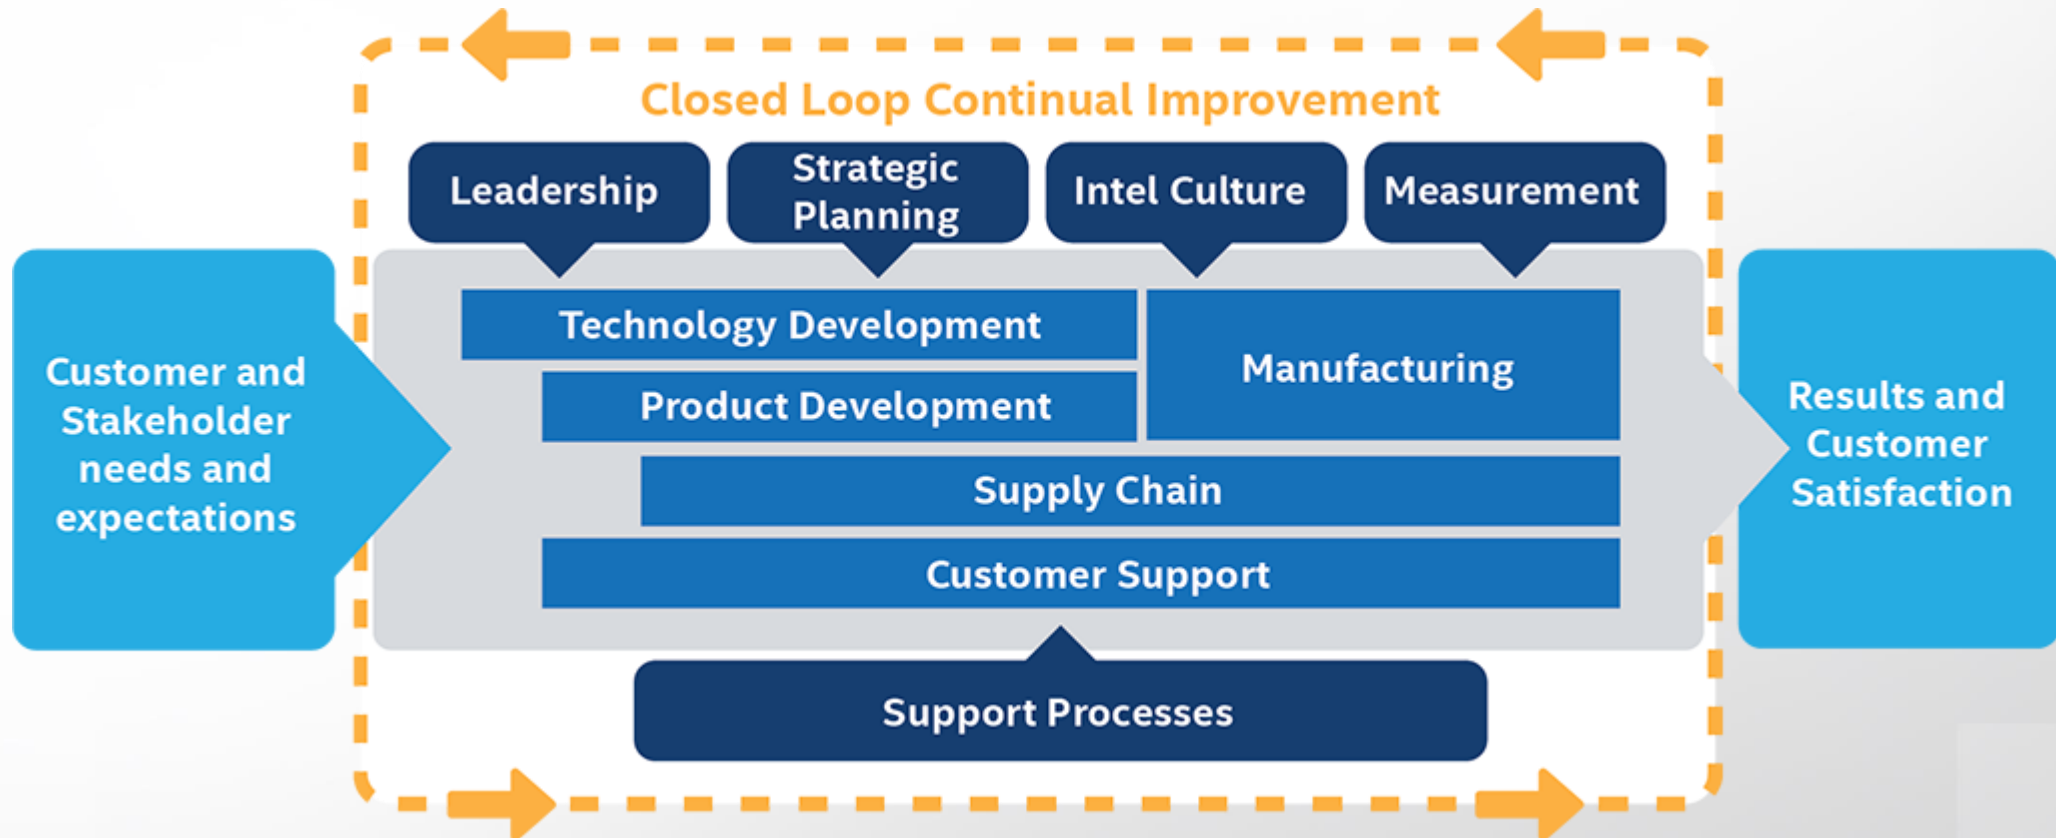 Closed Loop Continual Improvement
Leadership
Strategic
Planning
Intel Culture
Measurement
Customer and
Stakeholder
needs and
expectations
Technology Development
Product Development
Manufacturing
Supply Chain
Customer Support
Results and
Customer
Satisfaction
Support Processes